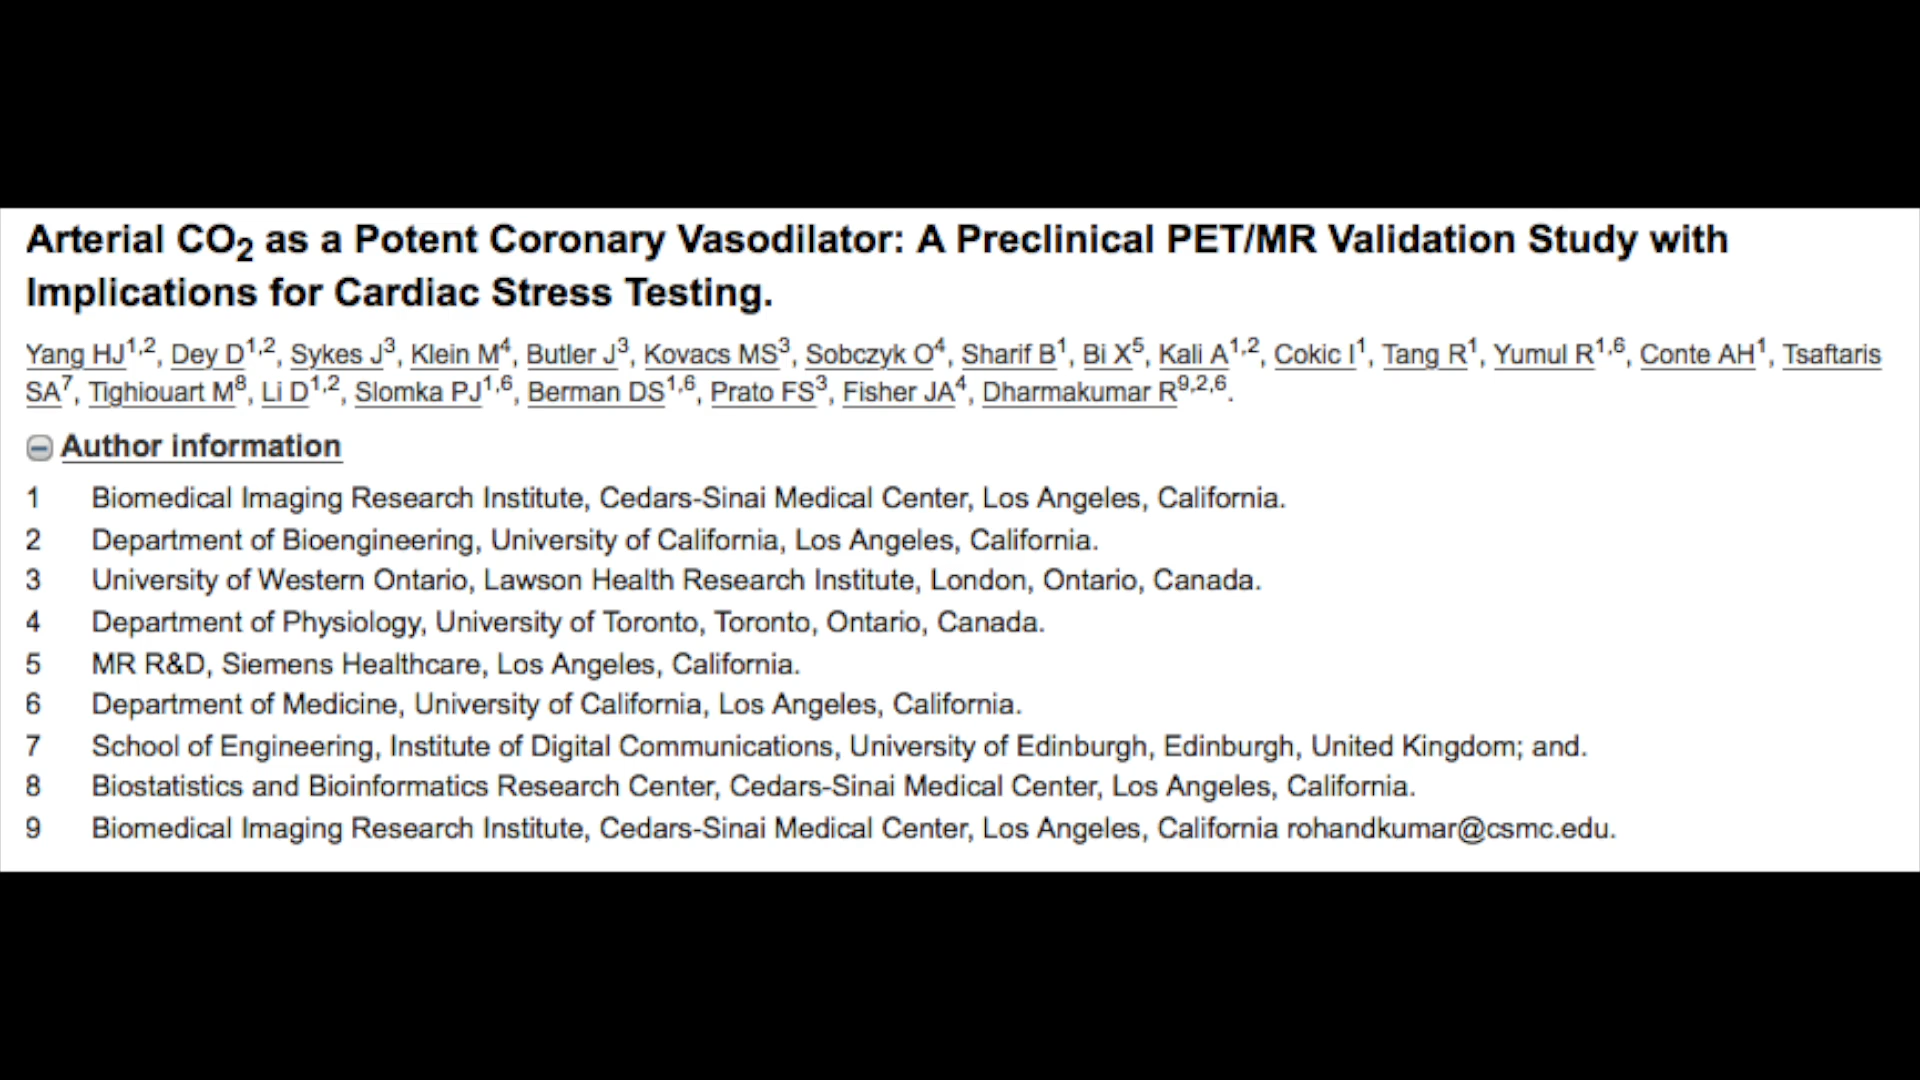 Arterial CO2 as a Potent Coronary Vasodilator: A Preclinical PET/MR Validation Study with
Implications for Cardiac Stress Testing.
Yang HJ1,2, Dey D1,2, Sykes J3, Klein M4, Butler J3, Kovacs MS3, Sobczyk O4, Sharif B1, Bi X5, Kali A1,2, Cokic I1, Tang R1, Yumul R1,6, Conte AH1, Tsaftaris
SA7, Tighiouart M8, Li D1,2, Slomka PJ1,6, Berman DS1,6, Prato FS3, Fisher JA4, Dharmakumar R9,2,6.
Author information
1 Biomedical Imaging Research Institute, Cedars-Sinai Medical Center, Los Angeles, California.
2 Department of Bioengineering, University of California, Los Angeles, California.
3 University of Western Ontario, Lawson Health Research Institute, London, Ontario, Canada.
4 Department of Physiology, University of Toronto, Toronto, Ontario, Canada.
5 MR R&D, Siemens Healthcare, Los Angeles, California.
6 Department of Medicine, University of California, Los Angeles, California.
7 School of Engineering, Institute of Digital Communications, University of Edinburgh, Edinburgh, United Kingdom; and.
8 Biostatistics and Bioinformatics Research Center, Cedars-Sinai Medical Center, Los Angeles, California.
9 Biomedical Imaging Research Institute, Cedars-Sinai Medical Center, Los Angeles, California rohandkumar@csmc.edu.